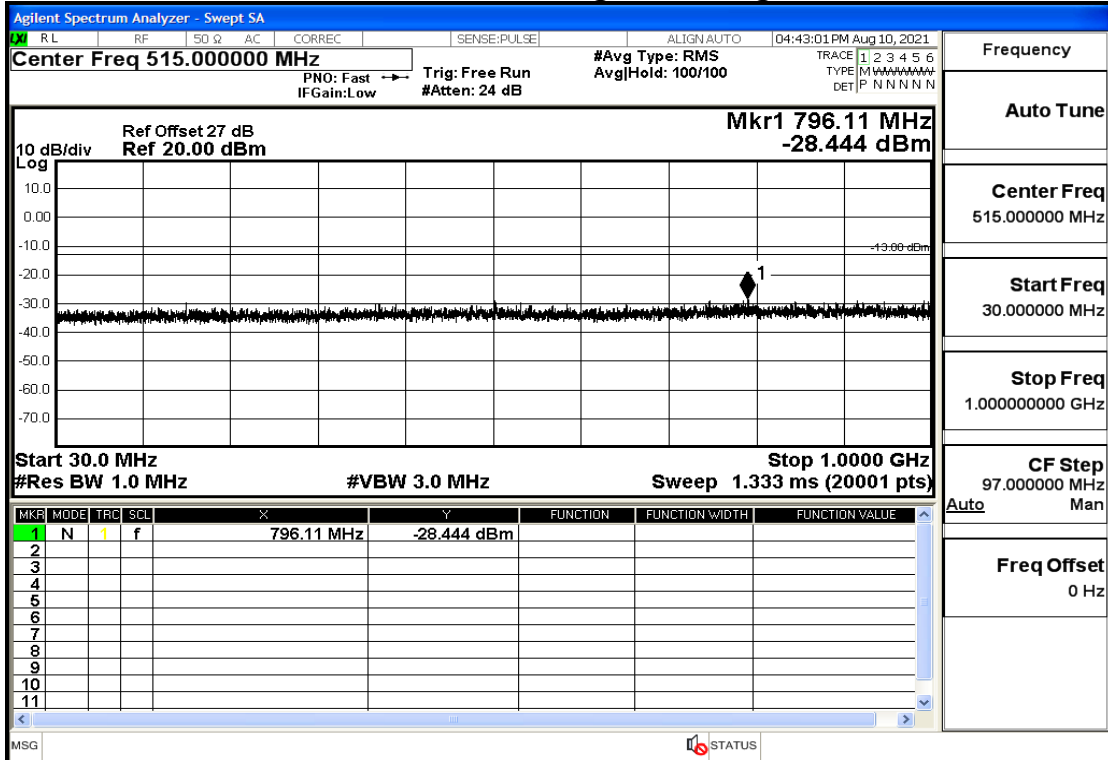 Agilent Spectrum Analyzer - Swept SA
LXI RL RF 50 Ω AC CORREC SENSE:PULSE ALIGN AUTO 04:43:01 PM Aug 10, 2021
Center Freq 515.000000 MHz #Avg Type: RMS TRACE 1 2 3 4 5 6
PNO: Fast Trig: Free Run Avg|Hold: 100/100 TYPE M WWWWW
IFGain:Low #Atten: 24 dB DET P N N N N N
Mkr1 796.11 MHz
Ref Offset 27 dB
10 dB/div Ref 20.00 dBm -28.444 dBm
Log
10.0
0.00
-10.0
-13.00 dBm
-20.0
1
-30.0
-40.0
-50.0
-60.0
-70.0
Start 30.0 MHz Stop 1.0000 GHz
#Res BW 1.0 MHz #VBW 3.0 MHz Sweep 1.333 ms (20001 pts)
MKR MODE TRC SCL X Y FUNCTION FUNCTION WIDTH FUNCTION VALUE
1 N 1 f 796.11 MHz -28.444 dBm
2
3
4
5
6
7
8
9
10
11
MSG STATUS
Frequency
Auto Tune
Center Freq
515.000000 MHz
Start Freq
30.000000 MHz
Stop Freq
1.000000000 GHz
CF Step
97.000000 MHz
Auto Man
Freq Offset
0 Hz